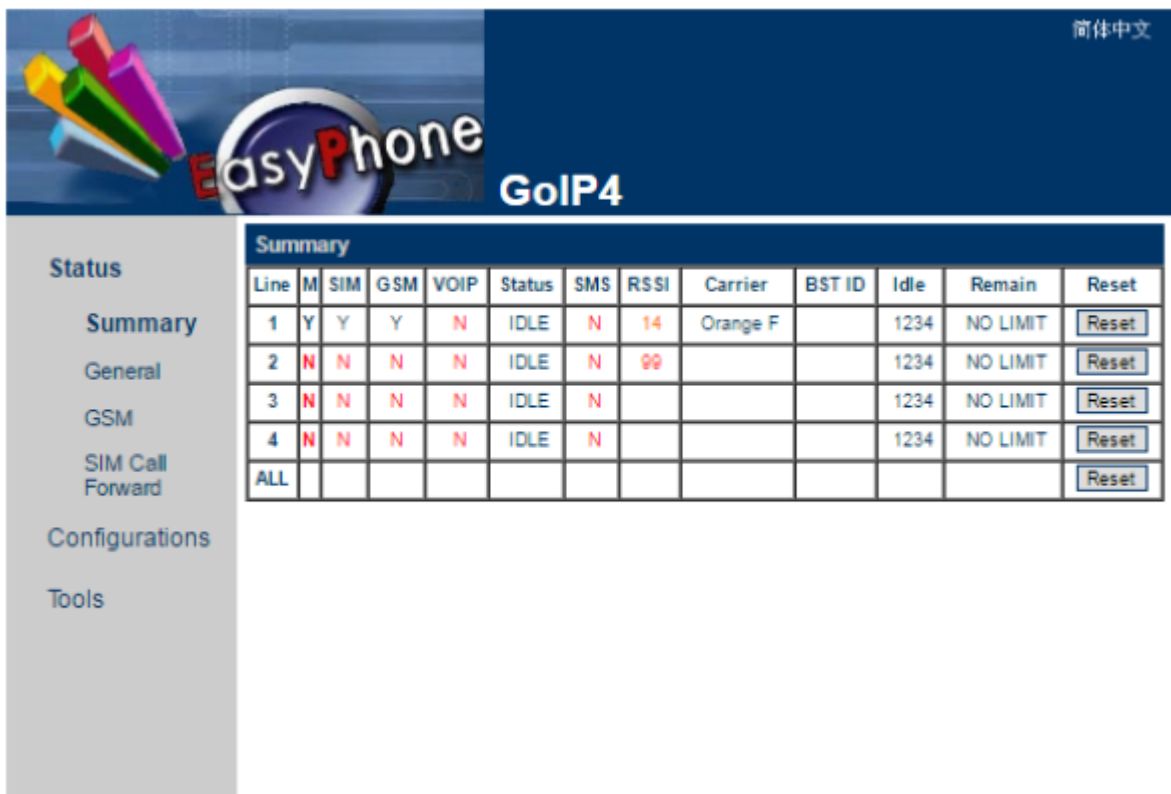 简体中文
EasyPhone
GoIP4
Status
Summary
General
GSM
SIM Call
Forward
Configurations
Tools
Summary
Line M SIM GSM VOIP Status SMS RSSI Carrier BST ID Idle Remain Reset
1 Y Y Y N IDLE N 14 Orange F 1234 NO LIMIT Reset
2 N N N N IDLE N 99 1234 NO LIMIT Reset
3 N N N N IDLE N 1234 NO LIMIT Reset
4 N N N N IDLE N 1234 NO LIMIT Reset
ALL Reset